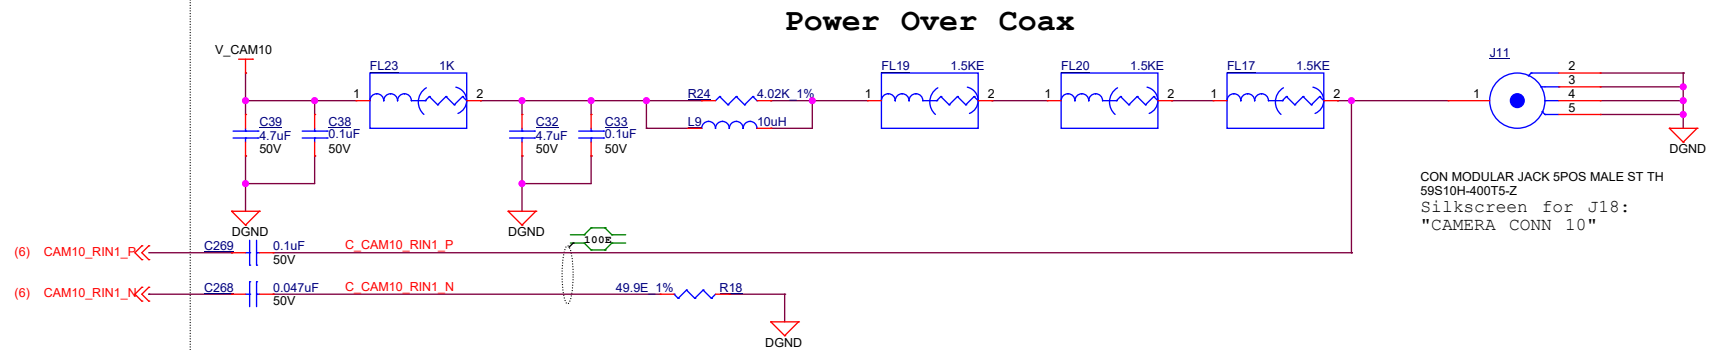 Power Over Coax
V_CAM10
FL23 1K
1 2
C39
4.7uF
50V
C38
0.1uF
50V
DGND
C32
4.7uF
50V
C33
0.1uF
50V
DGND
R24 4.02K_1%
L9 10uH
FL19 1.5KE
1 2
FL20 1.5KE
1 2
FL17 1.5KE
1 2
J11
1
2
3
4
5
DGND
CON MODULAR JACK 5POS MALE ST TH
59S10H-400T5-Z
Silkscreen for J18:
"CAMERA CONN 10"
(6) CAM10_RIN1_P
C269 0.1uF
50V
C_CAM10_RIN1_P
100E
(6) CAM10_RIN1_N
C268 0.047uF
50V
C_CAM10_RIN1_N
49.9E_1% R18
DGND